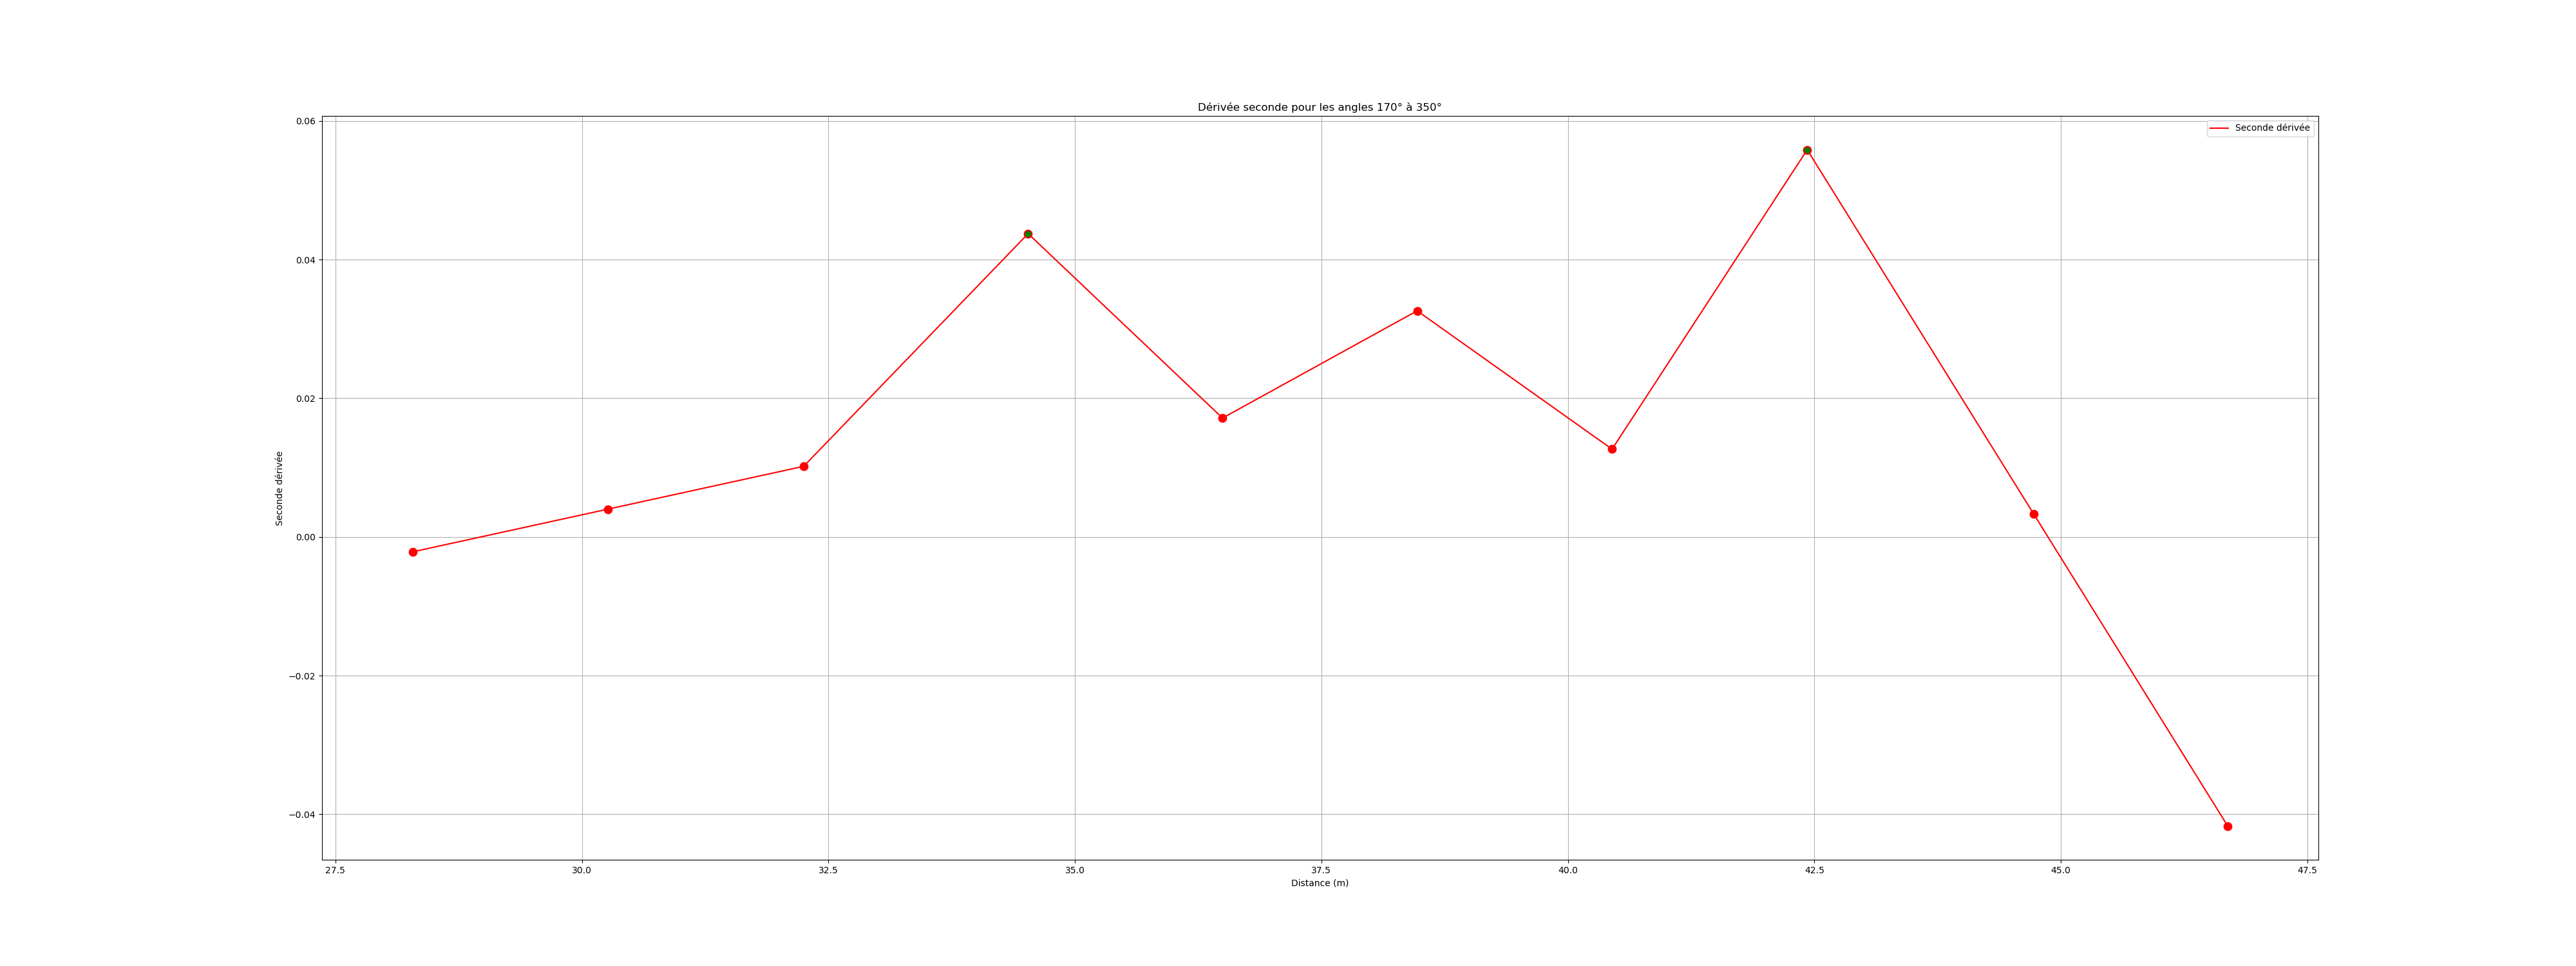 Dérivée seconde pour les angles 170° à 350°
Seconde dérivée
0.06
0.04
0.02
0.00
−0.02
−0.04
Seconde dérivée
27.5 30.0 32.5 35.0 37.5 40.0 42.5 45.0 47.5
Distance (m)